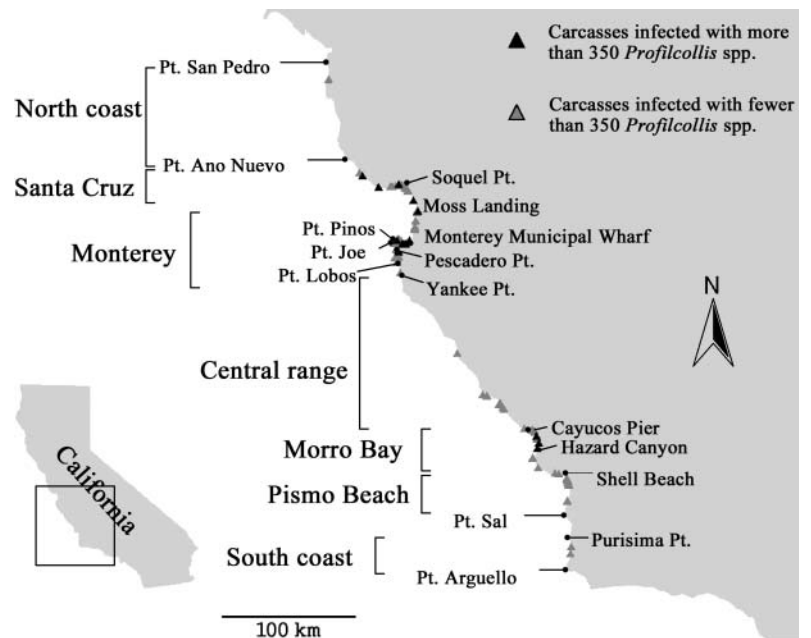 Carcasses infected with more
than 350 Profilcollis spp.
Carcasses infected with fewer
than 350 Profilcollis spp.
Pt. San Pedro
North coast
Pt. Ano Nuevo
Santa Cruz
Soquel Pt.
Moss Landing
Monterey
Pt. Pinos
Monterey Municipal Wharf
Pt. Joe
Pescadero Pt.
Pt. Lobos
Yankee Pt.
N
Central range
Cayucos Pier
Morro Bay
Hazard Canyon
Shell Beach
Pismo Beach
Pt. Sal
Purisima Pt.
South coast
Pt. Arguello
California
100 km